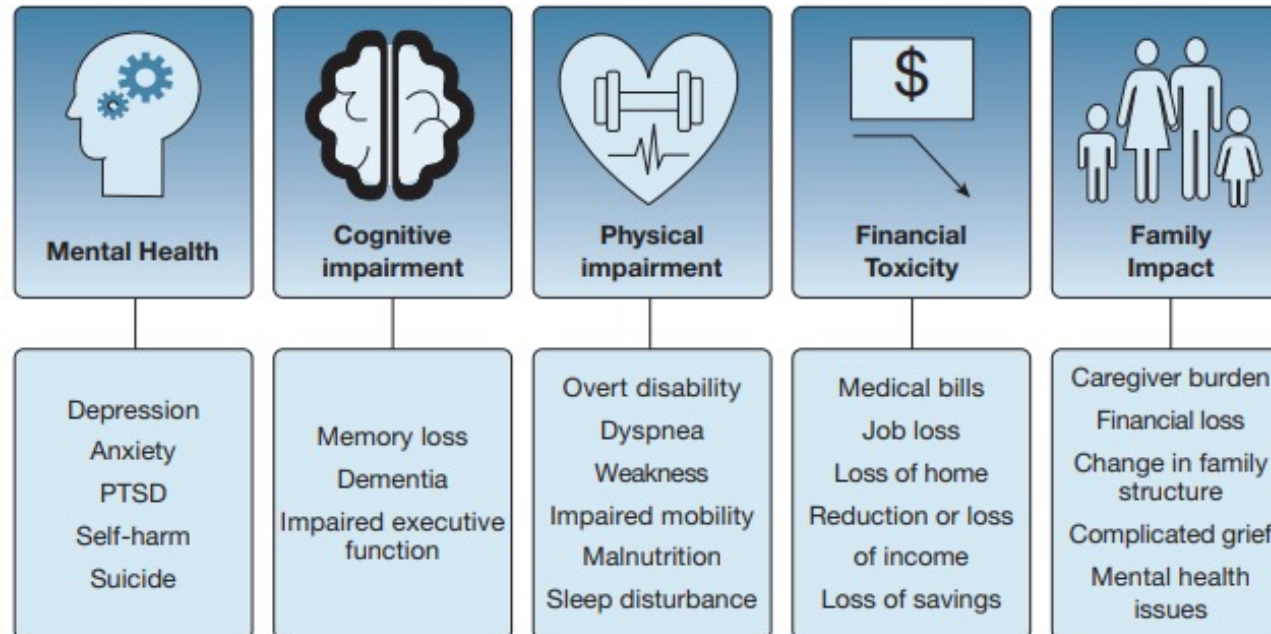 $
Mental Health
Cognitive
impairment
Physical
impairment
Financial
Toxicity
Family
Impact
Depression
Anxiety
PTSD
Self-harm
Suicide
Memory loss
Dementia
Impaired executive
function
Overt disability
Dyspnea
Weakness
Impaired mobility
Malnutrition
Sleep disturbance
Medical bills
Job loss
Loss of home
Reduction or loss
of income
Loss of savings
Caregiver burden
Financial loss
Change in family
structure
Complicated grief
Mental health
issues